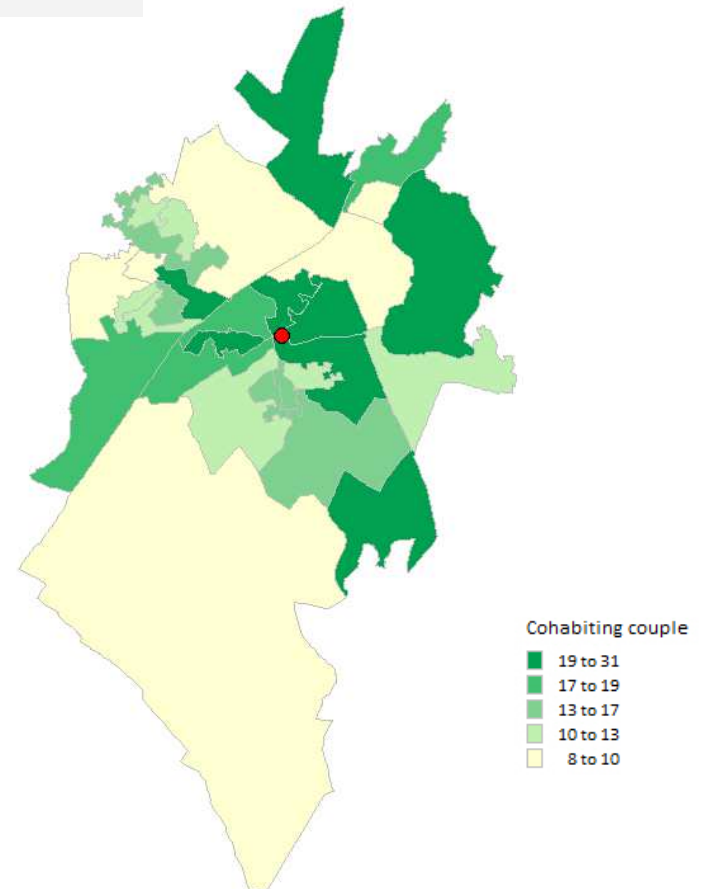 Cohabiting couple
19 to 31
17 to 19
13 to 17
10 to 13
8 to 10